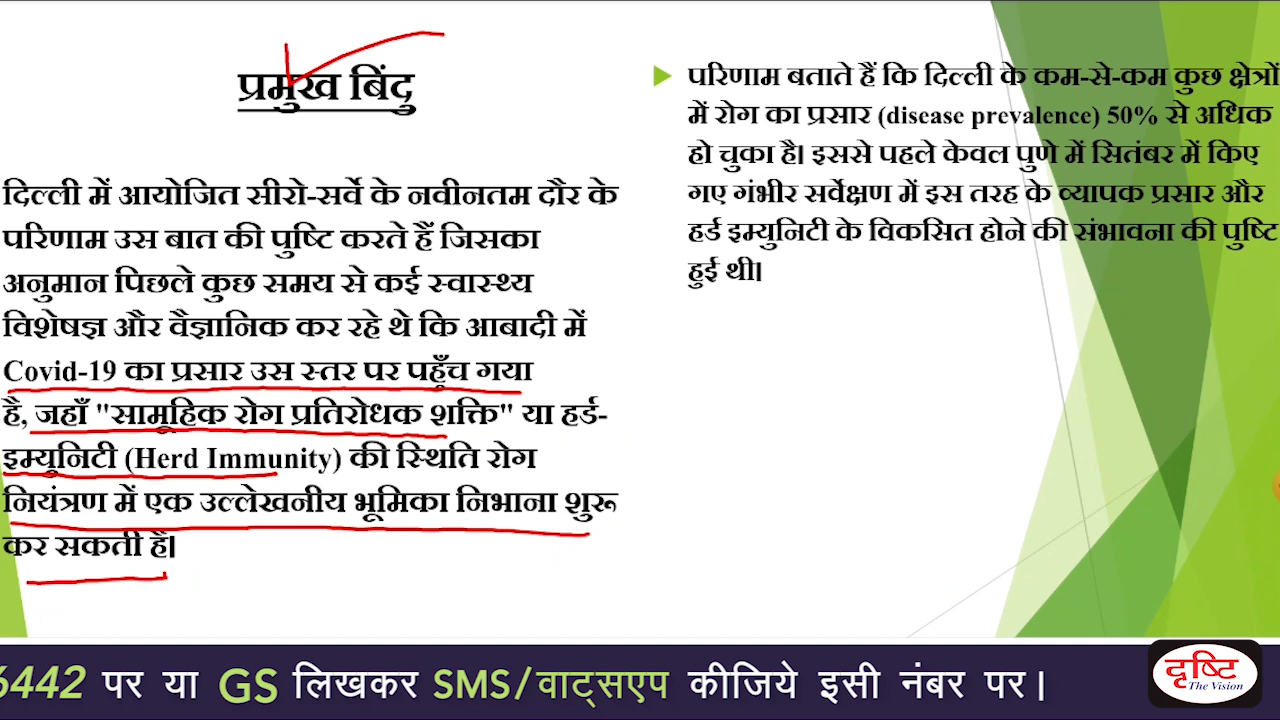 प्रमुख बिंदु
दिल्ली में आयोजित सीरो-सर्वे के नवीनतम दौर के
परिणाम उस बात की पुष्टि करते हैं जिसका
अनुमान पिछले कुछ समय से कई स्वास्थ्य
विशेषज्ञ और वैज्ञानिक कर रहे थे कि आबादी में
Covid-19 का प्रसार उस स्तर पर पहुँच गया
है, जहाँ "सामूहिक रोग प्रतिरोधक शक्ति" या हर्ड-
इम्युनिटी (Herd Immunity) की स्थिति रोग
नियंत्रण में एक उल्लेखनीय भूमिका निभाना शुरू
कर सकती है।
परिणाम बताते हैं कि दिल्ली के कम-से-कम कुछ क्षेत्रों
में रोग का प्रसार (disease prevalence) 50% से अधिक
हो चुका है। इससे पहले केवल पुणे में सितंबर में किए
गए गंभीर सर्वेक्षण में इस तरह के व्यापक प्रसार और
हर्ड इम्युनिटी के विकसित होने की संभावना की पुष्टि
हुई थी।
6442 पर या GS लिखकर SMS/वाट्सएप कीजिये इसी नंबर पर।
दृष्टि
The Vision